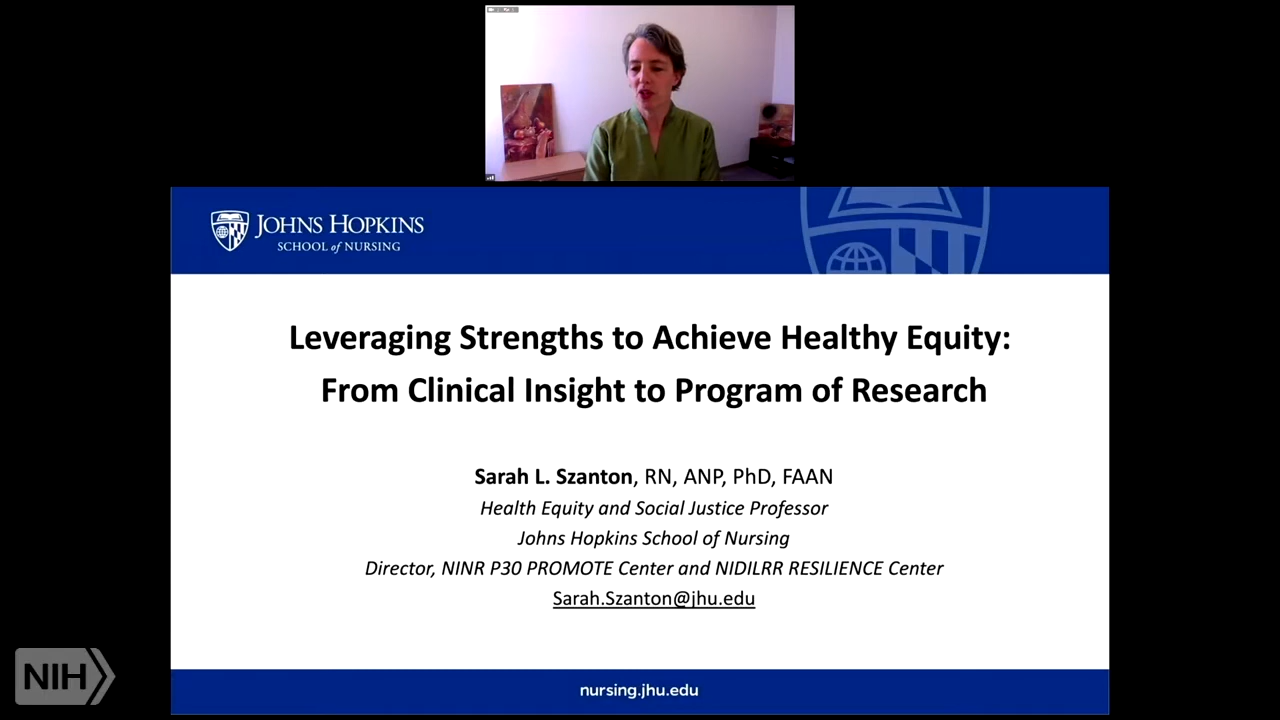 JOHNS HOPKINS
SCHOOL of NURSING
Leveraging Strengths to Achieve Healthy Equity:
From Clinical Insight to Program of Research
Sarah L. Szanton, RN, ANP, PhD, FAAN
Health Equity and Social Justice Professor
Johns Hopkins School of Nursing
Director, NINR P30 PROMOTE Center and NIDILRR RESILIENCE Center
Sarah.Szanton@jhu.edu
NIH
nursing.jhu.edu